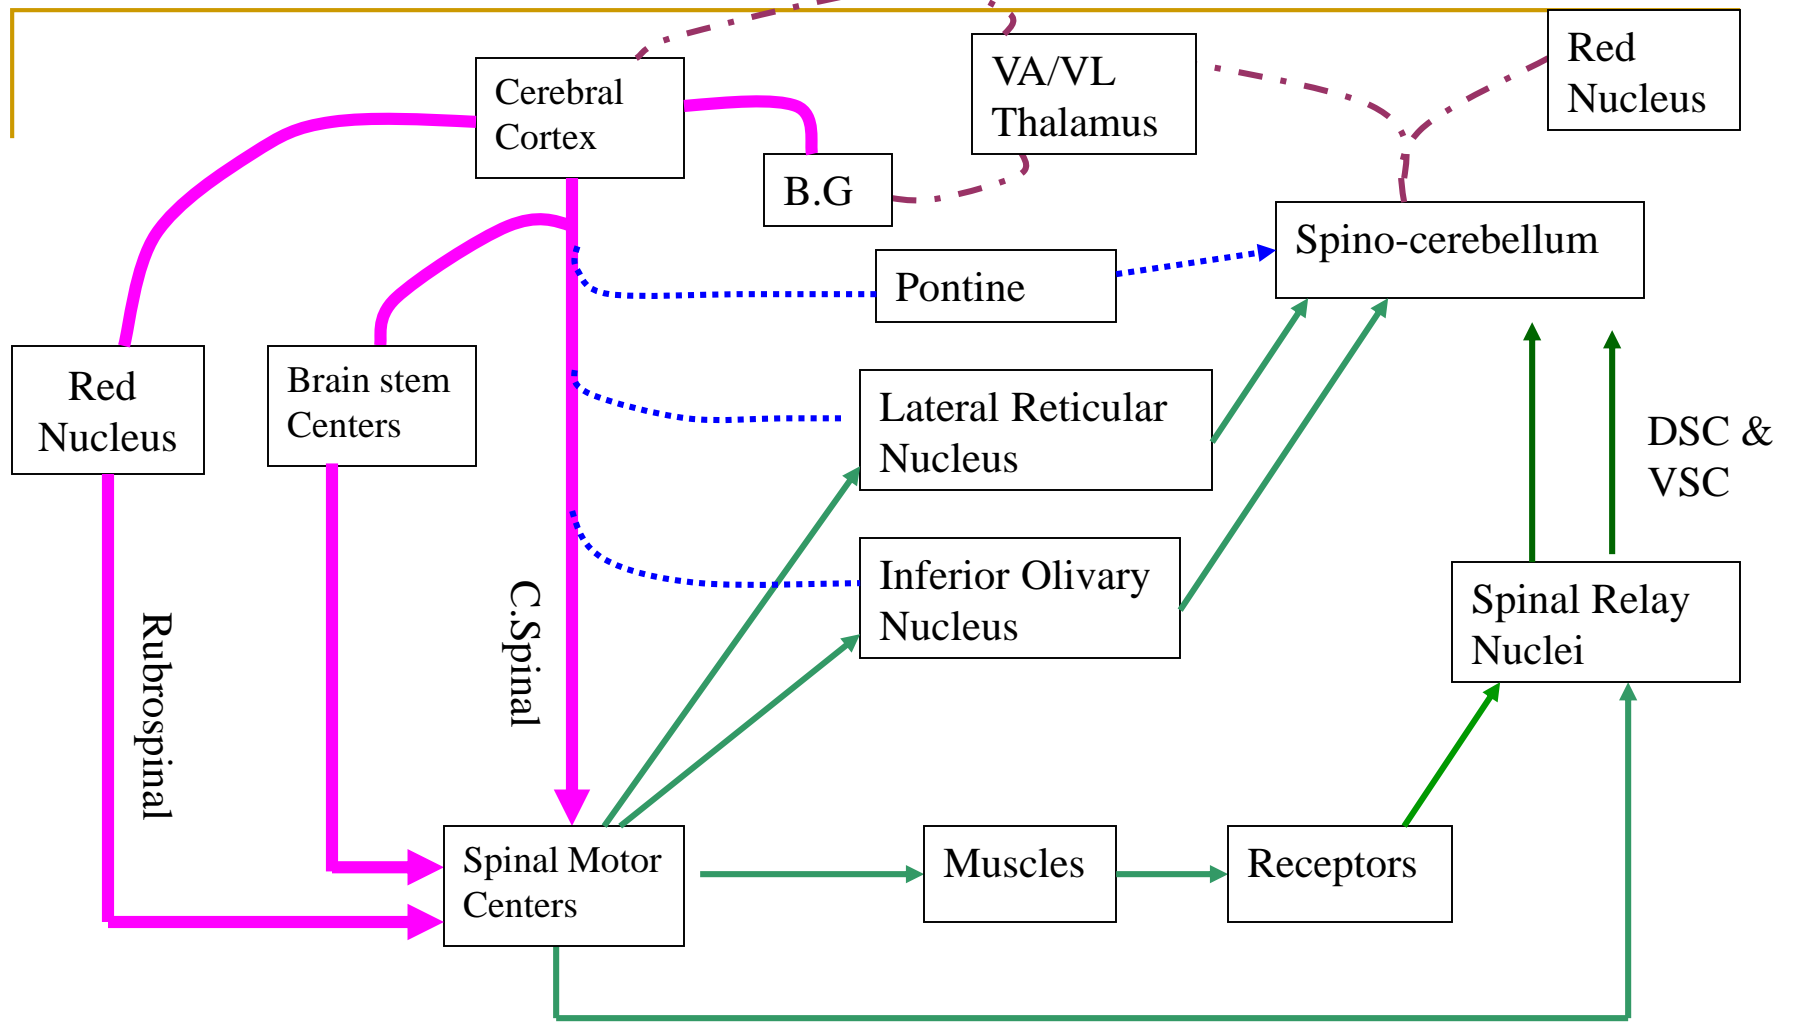 Cerebral
Cortex
VA/VL
Thalamus
Red
Nucleus
B.G
Spino-cerebellum
Pontine
Red
Nucleus
Brain stem
Centers
Lateral Reticular
Nucleus
DSC &
VSC
Inferior Olivary
Nucleus
Spinal Relay
Nuclei
Rubrospinal
C.Spinal
Spinal Motor
Centers
Muscles
Receptors